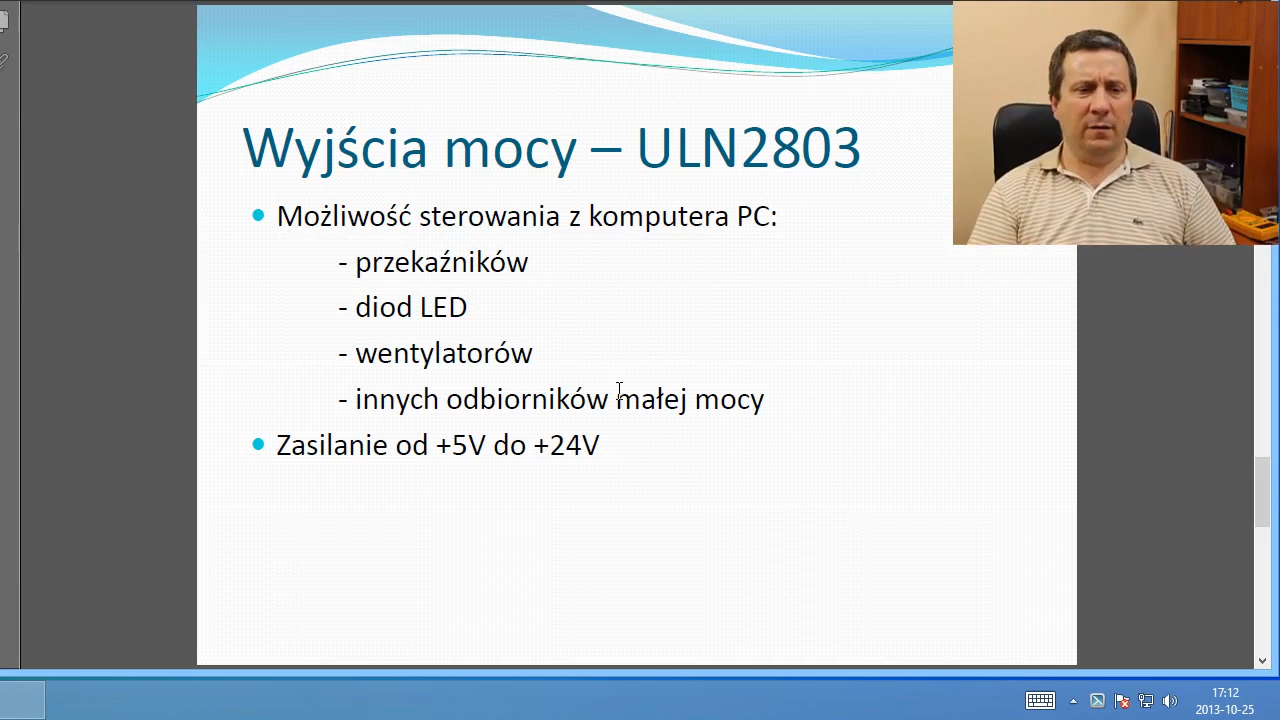 Wyjścia mocy – ULN2803
• Możliwość sterowania z komputera PC:
- przekaźników
- diod LED
- wentylatorów
- innych odbiorników małej mocy
• Zasilanie od +5V do +24V
17:12
2013-10-25